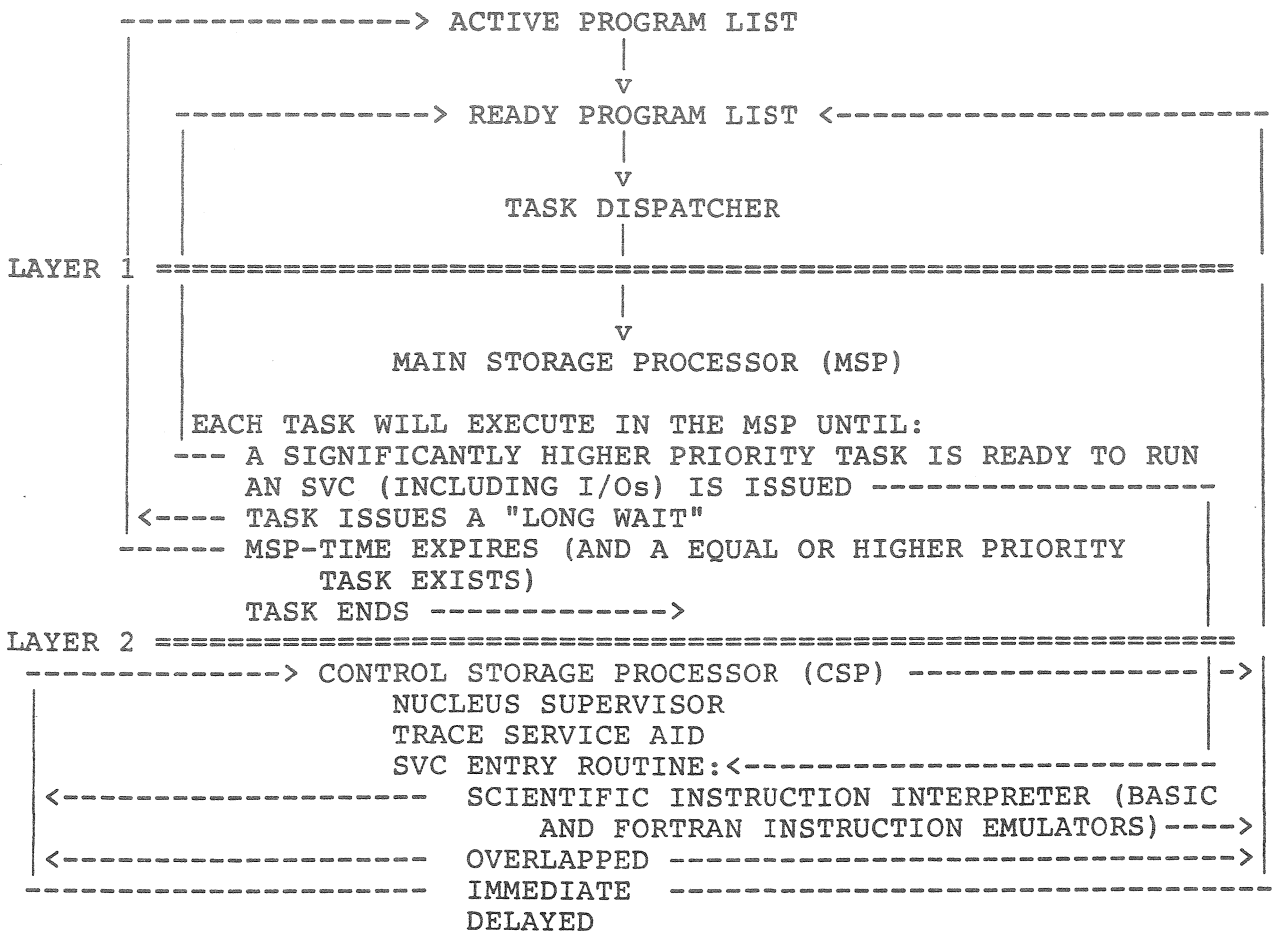 ACTIVE PROGRAM LIST
READY PROGRAM LIST
TASK DISPATCHER
LAYER 1
MAIN STORAGE PROCESSOR (MSP)
EACH TASK WILL EXECUTE IN THE MSP UNTIL:
A SIGNIFICANTLY HIGHER PRIORITY TASK IS READY TO RUN
AN SVC (INCLUDING I/Os) IS ISSUED
TASK ISSUES A "LONG WAIT"
MSP-TIME EXPIRES (AND A EQUAL OR HIGHER PRIORITY
TASK EXISTS)
TASK ENDS
LAYER 2
CONTROL STORAGE PROCESSOR (CSP)
NUCLEUS SUPERVISOR
TRACE SERVICE AID
SVC ENTRY ROUTINE:
SCIENTIFIC INSTRUCTION INTERPRETER (BASIC
AND FORTRAN INSTRUCTION EMULATORS)
OVERLAPPED
IMMEDIATE
DELAYED